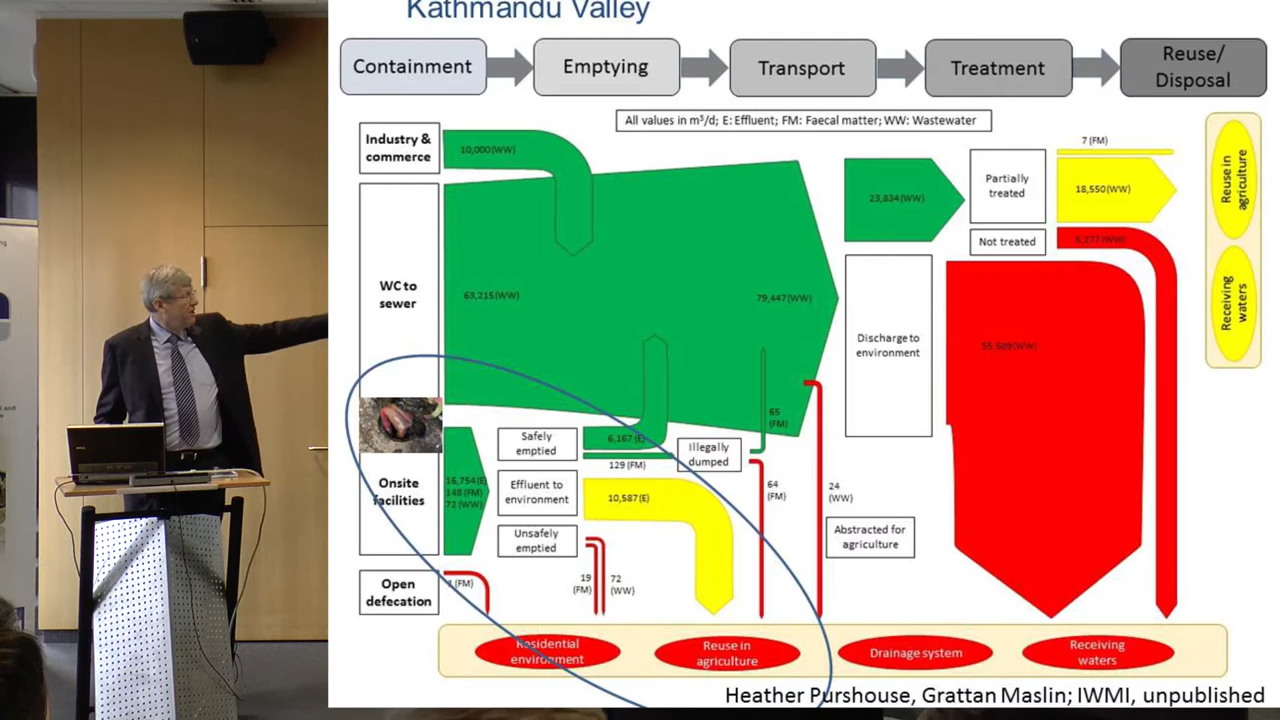 Kathmandu Valley
Containment
Emptying
Transport
Treatment
Reuse/
Disposal
All values in m³/d; E: Effluent; FM: Faecal matter; WW: Wastewater
Industry &
commerce
10,000(WW)
WC to
sewer
63,215(WW)
79,447(WW)
23,834(WW)
Partially
treated
Not treated
7 (FM)
18,550(WW)
Reuse in
agriculture
Receiving
waters
Discharge to
environment
Onsite
facilities
16,754(E)
148(FM)
72(WW)
Safely
emptied
6,167(E)
129(FM)
Illegally
dumped
65
(FM)
Effluent to
environment
10,587(E)
64
(FM)
24
(WW)
Abstracted for
agriculture
Unsafely
emptied
19
(FM)
72
(WW)
Open
defecation
(FM)
Residential
environment
Reuse in
agriculture
Drainage system
Receiving
waters
Heather Purshouse, Grattan Maslin; IWMI, unpublished